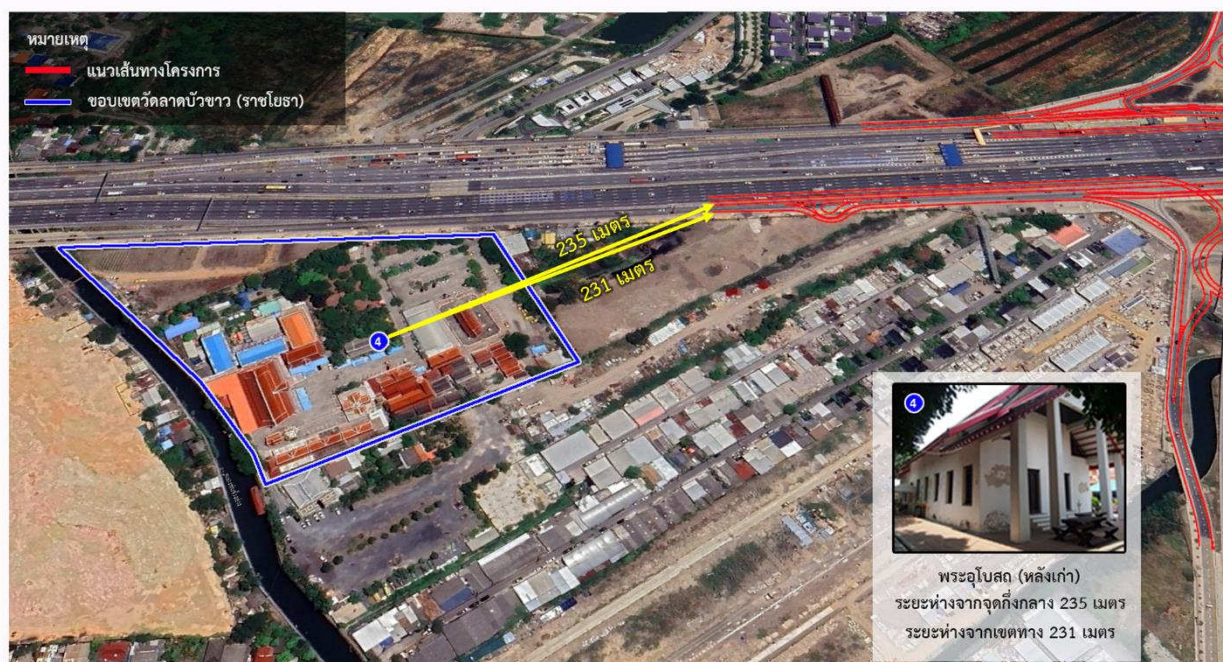 หมายเหตุ
แนวเส้นทางโครงการ
ขอบเขตวัดลาดบัวขาว (ราชโยธา)
235 เมตร
231 เมตร
4
4
พระอุโบสถ (หลังเก่า)
ระยะห่างจากจุดกึ่งกลาง 235 เมตร
ระยะห่างจากเขตทาง 231 เมตร